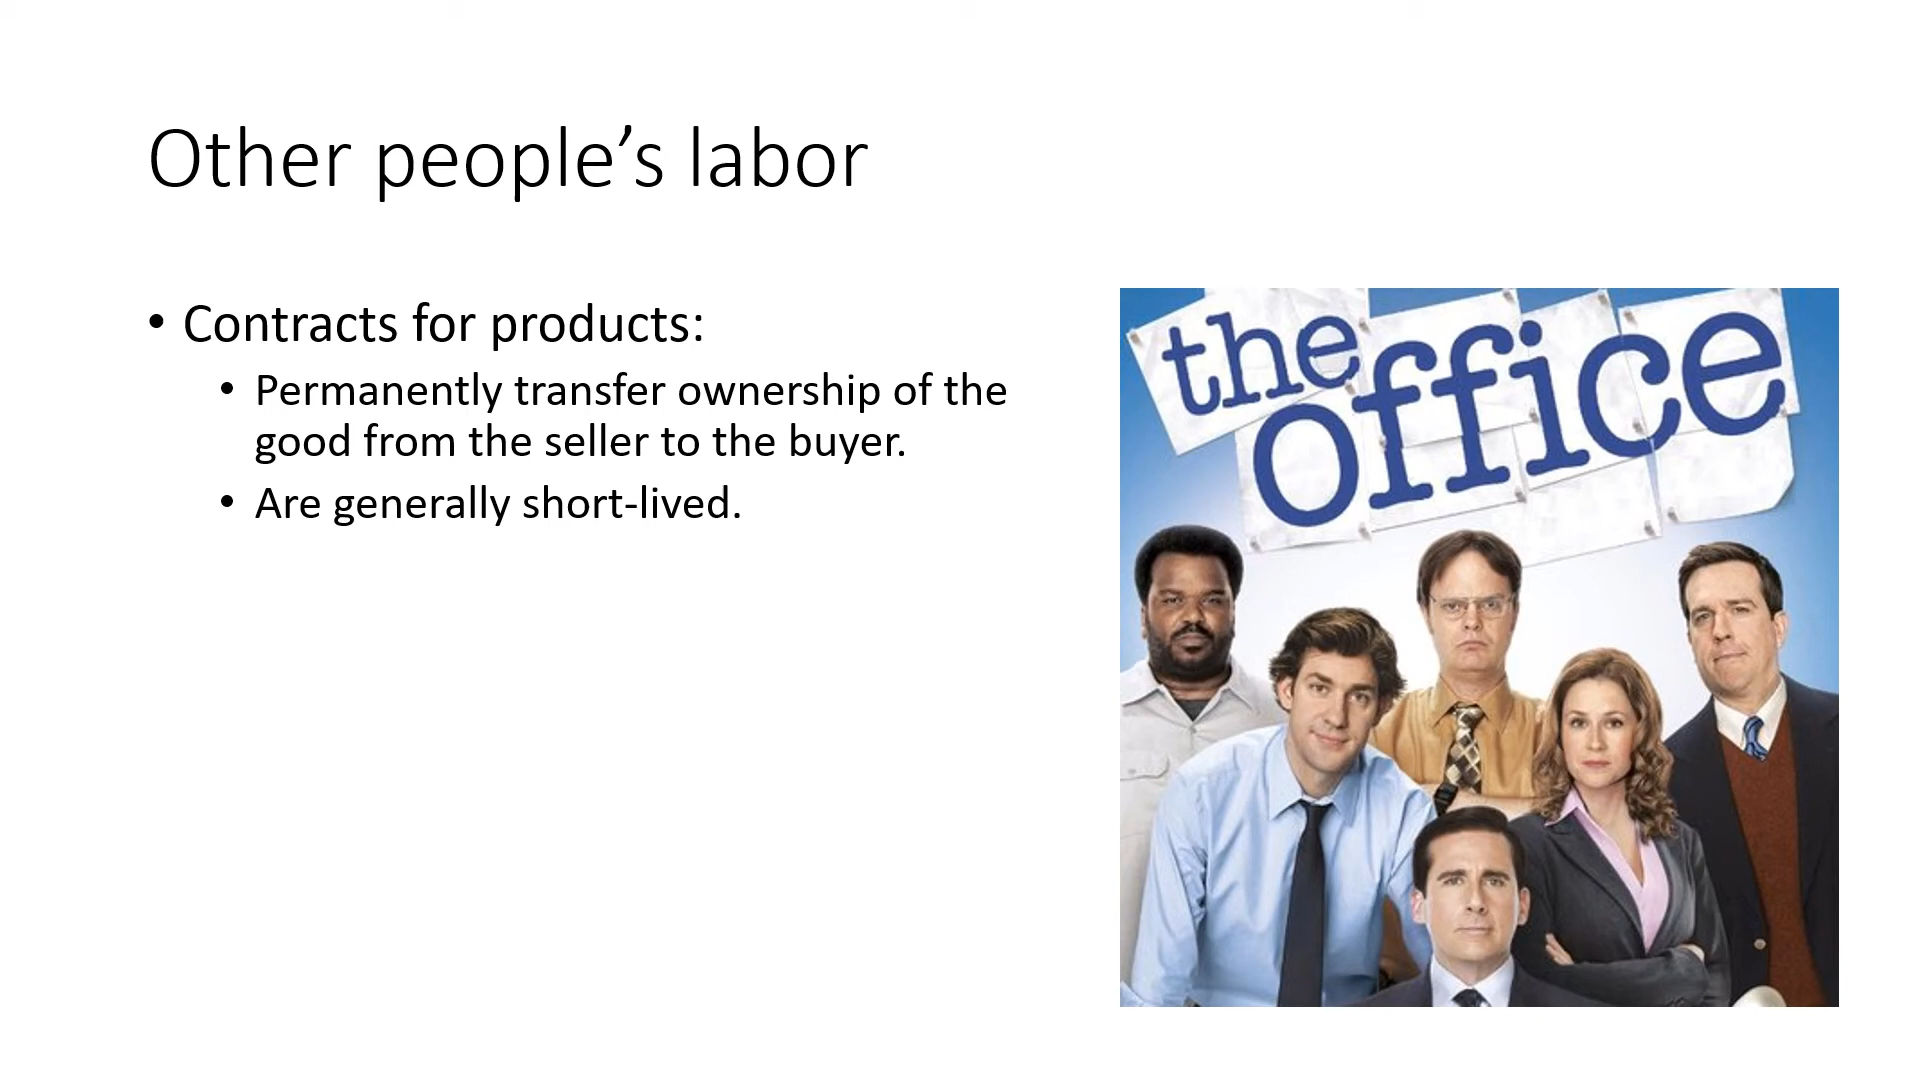 Other people’s labor
• Contracts for products:
• Permanently transfer ownership of the
good from the seller to the buyer.
• Are generally short-lived.
the
office